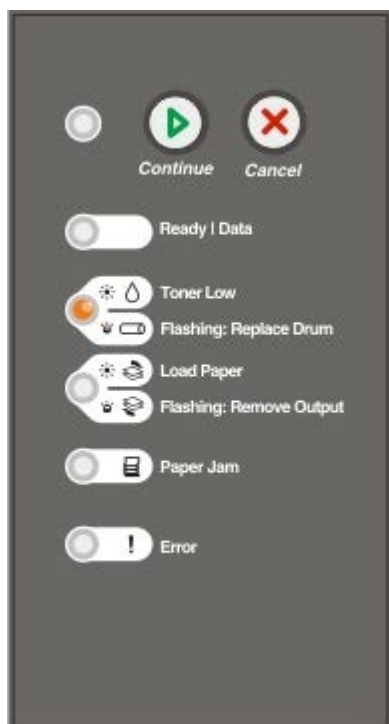 Continue
Cancel
Ready | Data
Toner Low
Flashing: Replace Drum
Load Paper
Flashing: Remove Output
Paper Jam
! Error